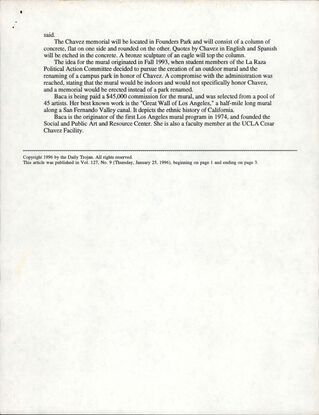 said.
The Chavez memorial will be located in Founders Park and will consist of a column of
concrete, flat on one side and rounded on the other. Quotes by Chavez in English and Spanish
will be etched in the concrete. A bronze sculpture of an eagle will top the column.
The idea for the mural originated in Fall 1993, when student members of the La Raza
Political Action Committee decided to pursue the creation of an outdoor mural and the
renaming of a campus park in honor of Chavez. A compromise with the administration was
reached, stating that the mural would be indoors and would not specifically honor Chavez,
and a memorial would be erected instead of a park renamed.
Baca is being paid a $45,000 commission for the mural, and was selected from a pool of
45 artists. Her best known work is the "Great Wall of Los Angeles," a half-mile long mural
along a San Fernando Valley canal. It depicts the ethnic history of California.
Baca is the originator of the first Los Angeles mural program in 1974, and founded the
Social and Public Art and Resource Center. She is also a faculty member at the UCLA Cesar
Chavez Facility.
Copyright 1996 by the Daily Trojan. All rights reserved.
This article was published in Vol. 127, No. 9 (Thursday, January 25, 1996), beginning on page 1 and ending on page 3.